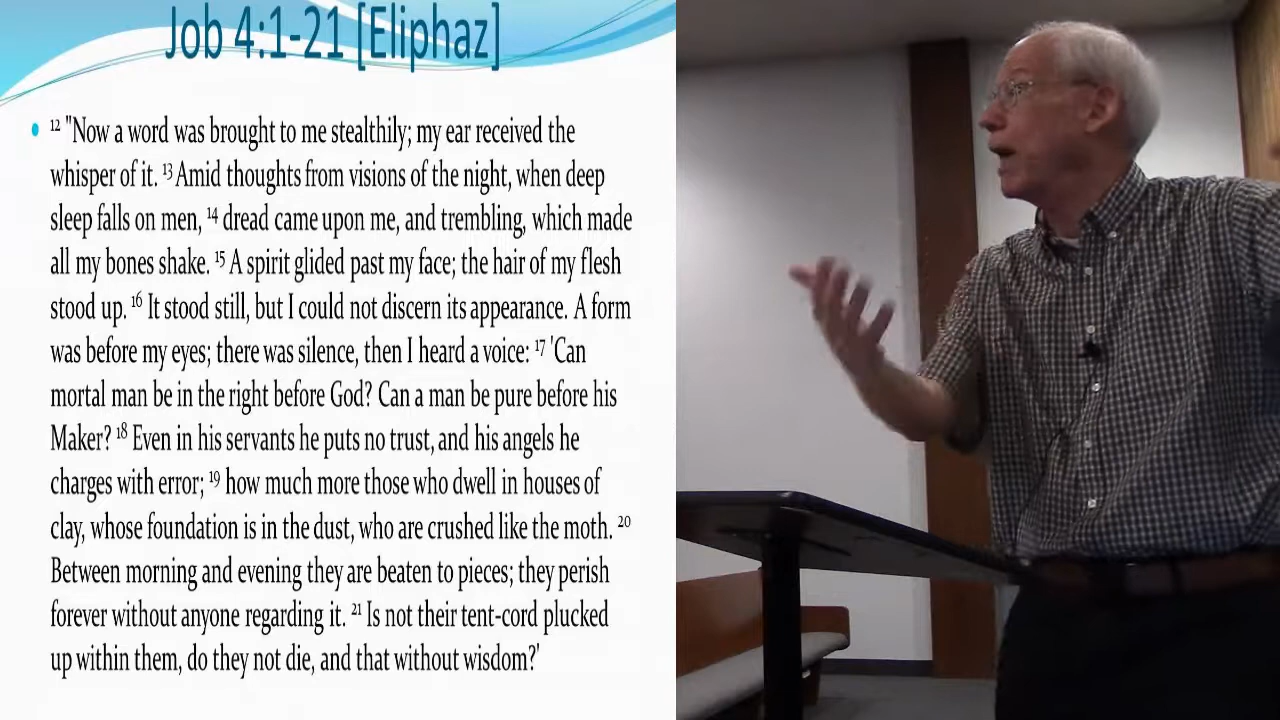 Job 4:1-21 [Eliphaz]
12 "Now a word was brought to me stealthily; my ear received the
whisper of it. 13 Amid thoughts from visions of the night, when deep
sleep falls on men, 14 dread came upon me, and trembling, which made
all my bones shake. 15 A spirit glided past my face; the hair of my flesh
stood up. 16 It stood still, but I could not discern its appearance. A form
was before my eyes; there was silence, then I heard a voice: 17 'Can
mortal man be in the right before God? Can a man be pure before his
Maker? 18 Even in his servants he puts no trust, and his angels he
charges with error; 19 how much more those who dwell in houses of
clay, whose foundation is in the dust, who are crushed like the moth. 20
Between morning and evening they are beaten to pieces; they perish
forever without anyone regarding it. 21 Is not their tent-cord plucked
up within them, do they not die, and that without wisdom?'